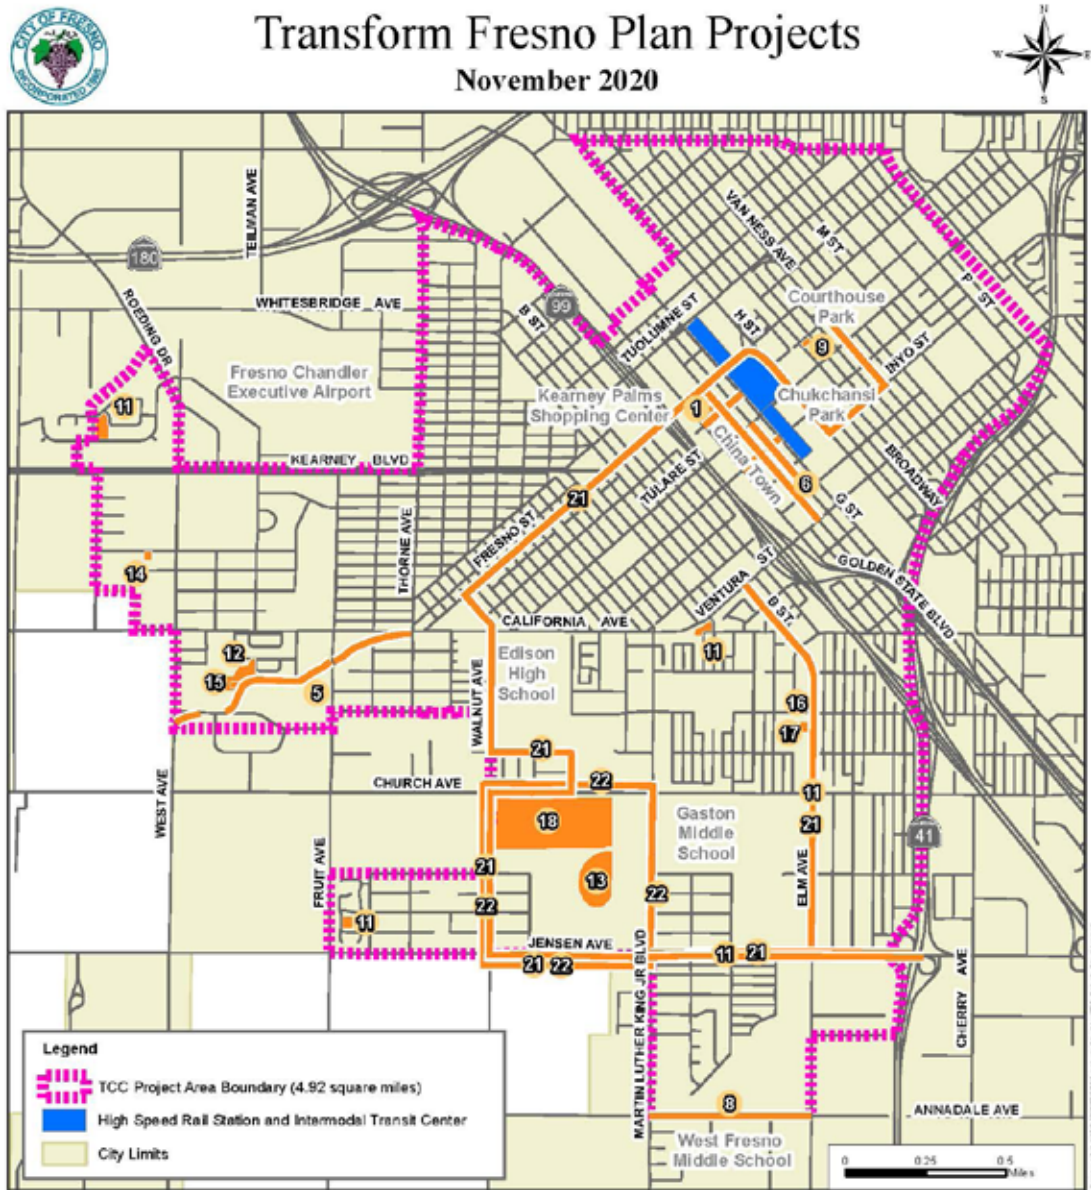 CITY OF FRESNO
INCORPORATED 1885
Transform Fresno Plan Projects
November 2020
N
W
E
S
TEILMAN AVE
180
VAN NESS AVE
M ST
P ST
ROEDING DR
WHITESBRIDGE AVE
B ST
99
TUOLUMNE ST
H ST
Courthouse
Park
9
INYO ST
Fresno Chandler
Executive Airport
11
Kearney Palms
Shopping Center
1
Chukchansi
Park
KEARNEY BLVD
China Town
6
BROADWAY
21
TULARE ST
G ST
FRESNO ST
THORNE AVE
14
VENTURA ST
GOLDEN STATE BLVD
CALIFORNIA AVE
B ST.
12
15
5
Edison
High
School
WALNUT AVE
11
16
17
21
CHURCH AVE
22
11
WEST AVE
18
Gaston
Middle
School
21
41
FRUIT AVE
21
13
22
ELM AVE
22
11
JENSEN AVE
21
22
11
21
MARTIN LUTHER KING JR BLVD
CHERRY AVE
8
ANNADALE AVE
West Fresno
Middle School
Legend
TCC Project Area Boundary (4.92 square miles)
High Speed Rail Station and Intermodal Transit Center
City Limits
0
0.25
0.5
Miles